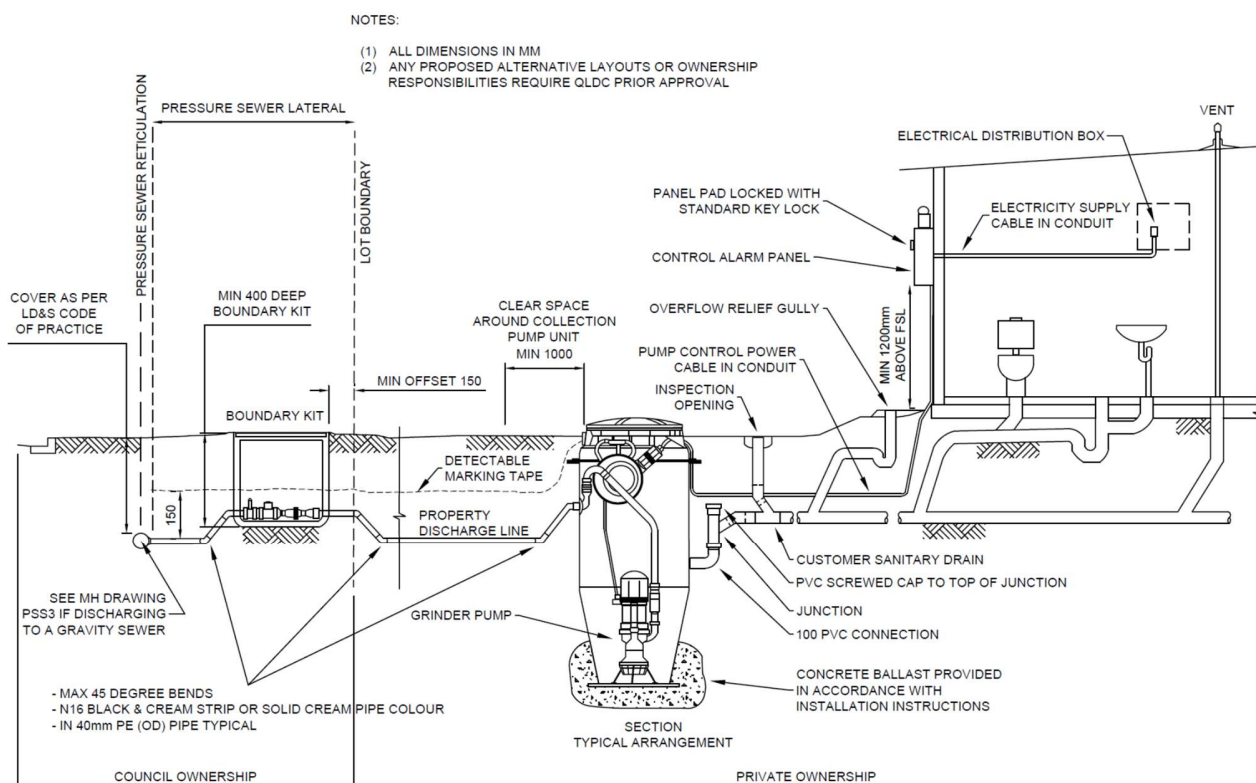 NOTES:
(1) ALL DIMENSIONS IN MM
(2) ANY PROPOSED ALTERNATIVE LAYOUTS OR OWNERSHIP
RESPONSIBILITIES REQUIRE QLDC PRIOR APPROVAL
PRESSURE SEWER LATERAL
PRESSURE SEWER RETICULATION
LOT BOUNDARY
VENT
ELECTRICAL DISTRIBUTION BOX
PANEL PAD LOCKED WITH
STANDARD KEY LOCK
ELECTRICITY SUPPLY
CABLE IN CONDUIT
CONTROL ALARM PANEL
COVER AS PER
LD&S CODE
OF PRACTICE
MIN 400 DEEP
BOUNDARY KIT
CLEAR SPACE
AROUND COLLECTION
PUMP UNIT
MIN 1000
OVERFLOW RELIEF GULLY
MIN 1200mm
ABOVE FSL
PUMP CONTROL POWER
CABLE IN CONDUIT
MIN OFFSET 150
INSPECTION
OPENING
BOUNDARY KIT
DETECTABLE
MARKING TAPE
150
PROPERTY
DISCHARGE LINE
CUSTOMER SANITARY DRAIN
PVC SCREWED CAP TO TOP OF JUNCTION
SEE MH DRAWING
PSS3 IF DISCHARGING
TO A GRAVITY SEWER
GRINDER PUMP
JUNCTION
100 PVC CONNECTION
CONCRETE BALLAST PROVIDED
IN ACCORDANCE WITH
INSTALLATION INSTRUCTIONS
- MAX 45 DEGREE BENDS
- N16 BLACK & CREAM STRIP OR SOLID CREAM PIPE COLOUR
- IN 40mm PE (OD) PIPE TYPICAL
SECTION
TYPICAL ARRANGEMENT
COUNCIL OWNERSHIP
PRIVATE OWNERSHIP